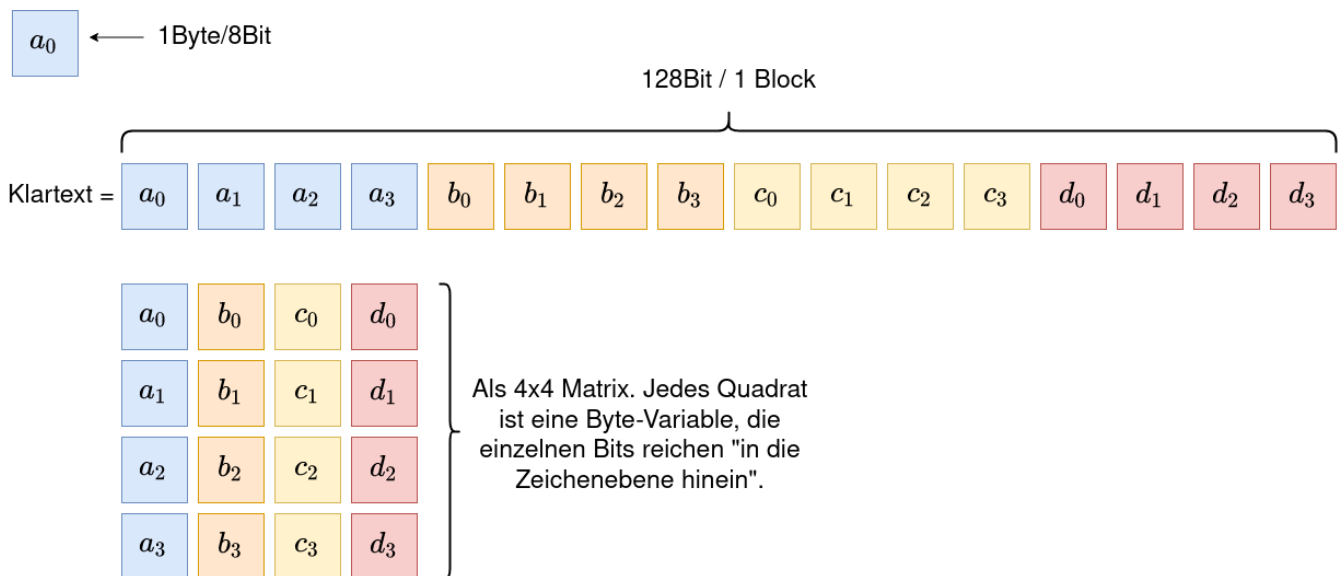 a₀ 1Byte/8Bit
128Bit / 1 Block
Klartext = a₀ a₁ a₂ a₃ b₀ b₁ b₂ b₃ c₀ c₁ c₂ c₃ d₀ d₁ d₂ d₃
a₀ b₀ c₀ d₀
a₁ b₁ c₁ d₁
a₂ b₂ c₂ d₂
a₃ b₃ c₃ d₃
Als 4x4 Matrix. Jedes Quadrat
ist eine Byte-Variable, die
einzelnen Bits reichen "in die
Zeichenebene hinein".